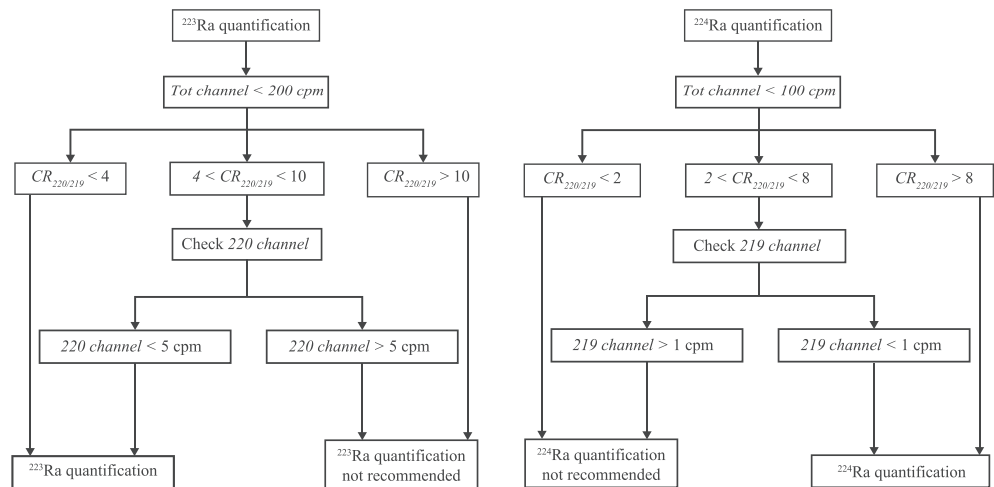 ²²³Ra quantification
Tot channel < 200 cpm
CR₂₂₀/₂₁₉ < 4
4 < CR₂₂₀/₂₁₉ < 10
CR₂₂₀/₂₁₉ > 10
Check 220 channel
220 channel < 5 cpm
220 channel > 5 cpm
²²³Ra quantification
²²³Ra quantification
not recommended
²²⁴Ra quantification
Tot channel < 100 cpm
CR₂₂₀/₂₁₉ < 2
2 < CR₂₂₀/₂₁₉ < 8
CR₂₂₀/₂₁₉ > 8
Check 219 channel
219 channel > 1 cpm
219 channel < 1 cpm
²²⁴Ra quantification
not recommended
²²⁴Ra quantification